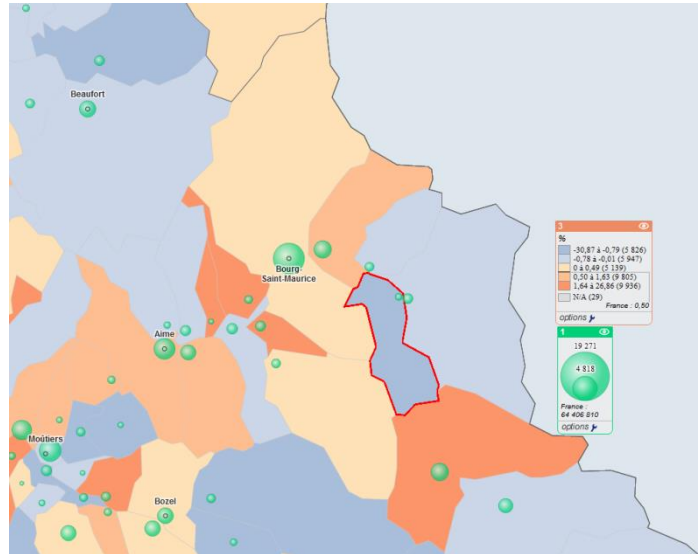 Beaufort
Bourg-
Saint-Maurice
Aime
Moûtiers
Bozel
3
%
-30,87 à -0,79 (5 826)
-0,78 à -0,01 (5 947)
0 à 0,49 (5 139)
0,50 à 1,63 (9 805)
1,64 à 26,86 (9 936)
N/A (29)
France : 0,50
options
1
19 271
4 818
France :
64 406 810
options